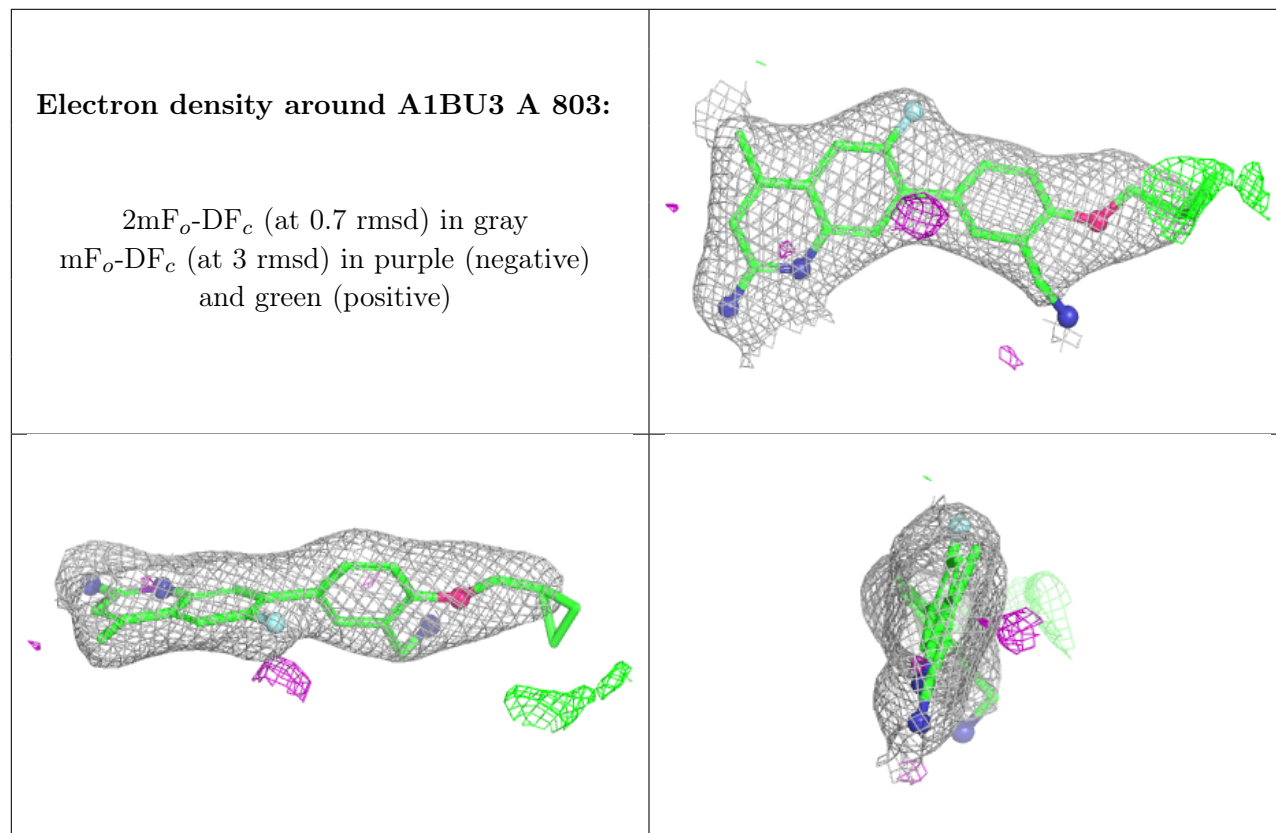 Electron density around A1BU3 A 803:
2mFo-DFc (at 0.7 rmsd) in gray
mFo-DFc (at 3 rmsd) in purple (negative)
and green (positive)